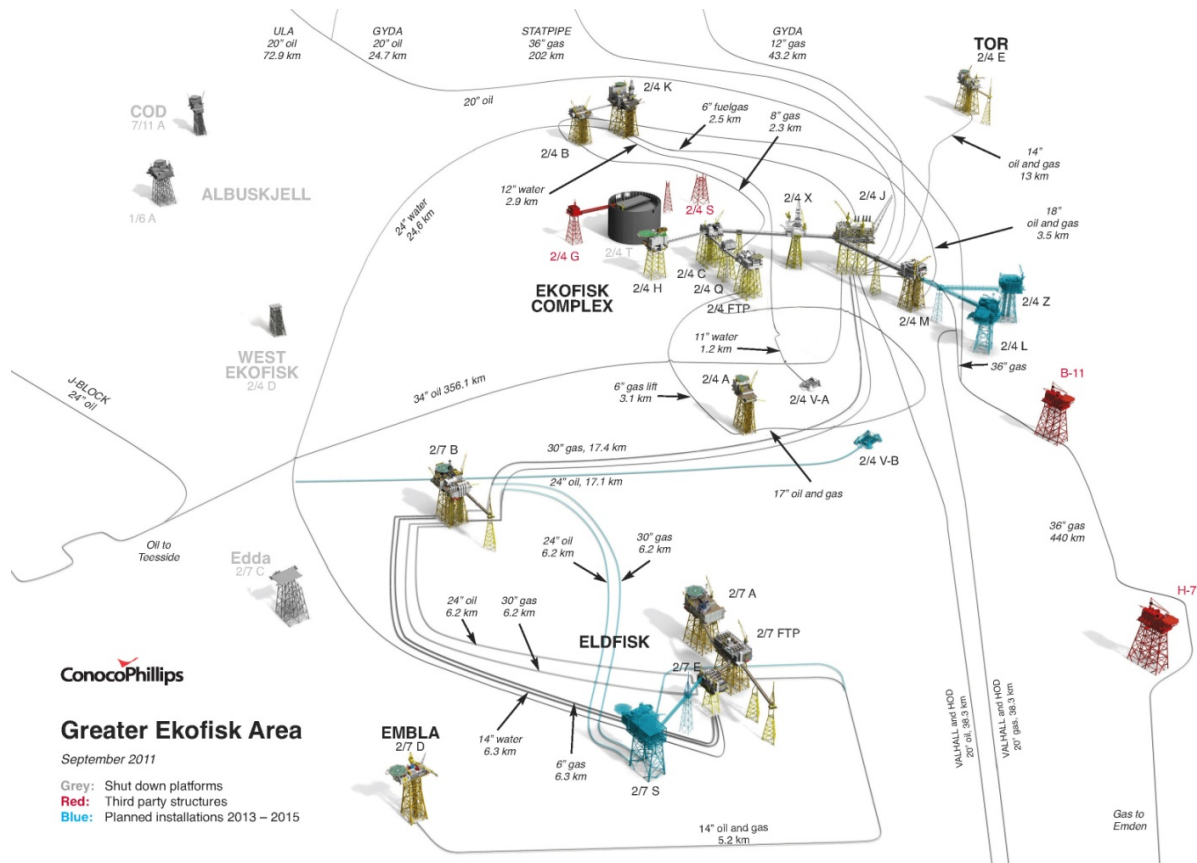 ULA
20" oil
72.9 km
GYDA
20" oil
24.7 km
STATPIPE
36" gas
202 km
GYDA
12" gas
43.2 km
TOR
2/4 E
COD
7/11 A
20" oil
2/4 K
6" fuelgas
2.5 km
8" gas
2.3 km
2/4 B
14"
oil and gas
13 km
ALBUSKJELL
1/6 A
12" water
2.9 km
24" water
24,6 km
2/4 S
2/4 X
2/4 J
18"
oil and gas
3.5 km
2/4 G
2/4 T
2/4 H
2/4 C
2/4 Q
2/4 FTP
EKOFISK
COMPLEX
2/4 M
2/4 Z
2/4 L
WEST
EKOFISK
2/4 D
11" water
1.2 km
36" gas
B-11
J-BLOCK
24" oil
34" oil 356.1 km
6" gas lift
3.1 km
2/4 A
2/4 V-A
2/7 B
30" gas, 17.4 km
2/4 V-B
24" oil, 17.1 km
17" oil and gas
Oil to
Teesside
24" oil
6.2 km
30" gas
6.2 km
36" gas
440 km
Edda
2/7 C
24" oil
6.2 km
30" gas
6.2 km
ELDFISK
2/7 A
2/7 FTP
2/7 E
H-7
ConocoPhillips
Greater Ekofisk Area
September 2011
Grey: Shut down platforms
Red: Third party structures
Blue: Planned installations 2013 – 2015
EMBLA
2/7 D
14" water
6.3 km
6" gas
6.3 km
2/7 S
VALHALL and HOD
20" oil, 38.3 km
VALHALL and HOD
20" gas, 38.3 km
14" oil and gas
5.2 km
Gas to
Emden